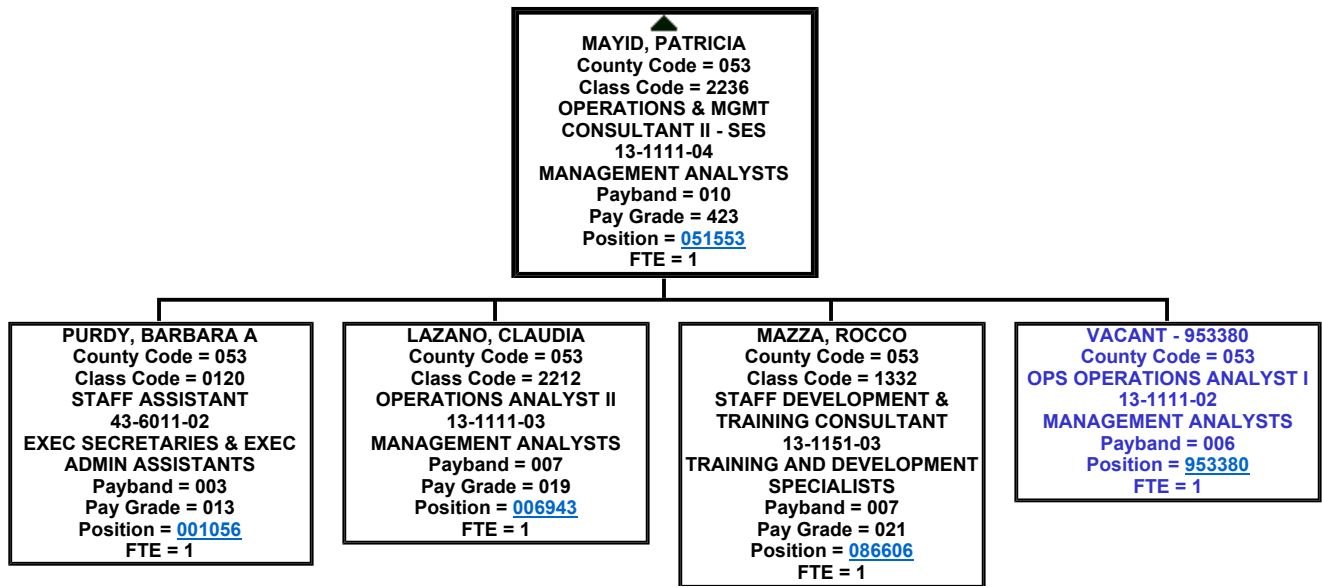 MAYID, PATRICIA
County Code = 053
Class Code = 2236
OPERATIONS & MGMT
CONSULTANT II - SES
13-1111-04
MANAGEMENT ANALYSTS
Payband = 010
Pay Grade = 423
Position = 051553
FTE = 1
PURDY, BARBARA A
County Code = 053
Class Code = 0120
STAFF ASSISTANT
43-6011-02
EXEC SECRETARIES & EXEC
ADMIN ASSISTANTS
Payband = 003
Pay Grade = 013
Position = 001056
FTE = 1
LAZANO, CLAUDIA
County Code = 053
Class Code = 2212
OPERATIONS ANALYST II
13-1111-03
MANAGEMENT ANALYSTS
Payband = 007
Pay Grade = 019
Position = 006943
FTE = 1
MAZZA, ROCCO
County Code = 053
Class Code = 1332
STAFF DEVELOPMENT &
TRAINING CONSULTANT
13-1151-03
TRAINING AND DEVELOPMENT
SPECIALISTS
Payband = 007
Pay Grade = 021
Position = 086606
FTE = 1
VACANT - 953380
County Code = 053
OPS OPERATIONS ANALYST I
13-1111-02
MANAGEMENT ANALYSTS
Payband = 006
Position = 953380
FTE = 1